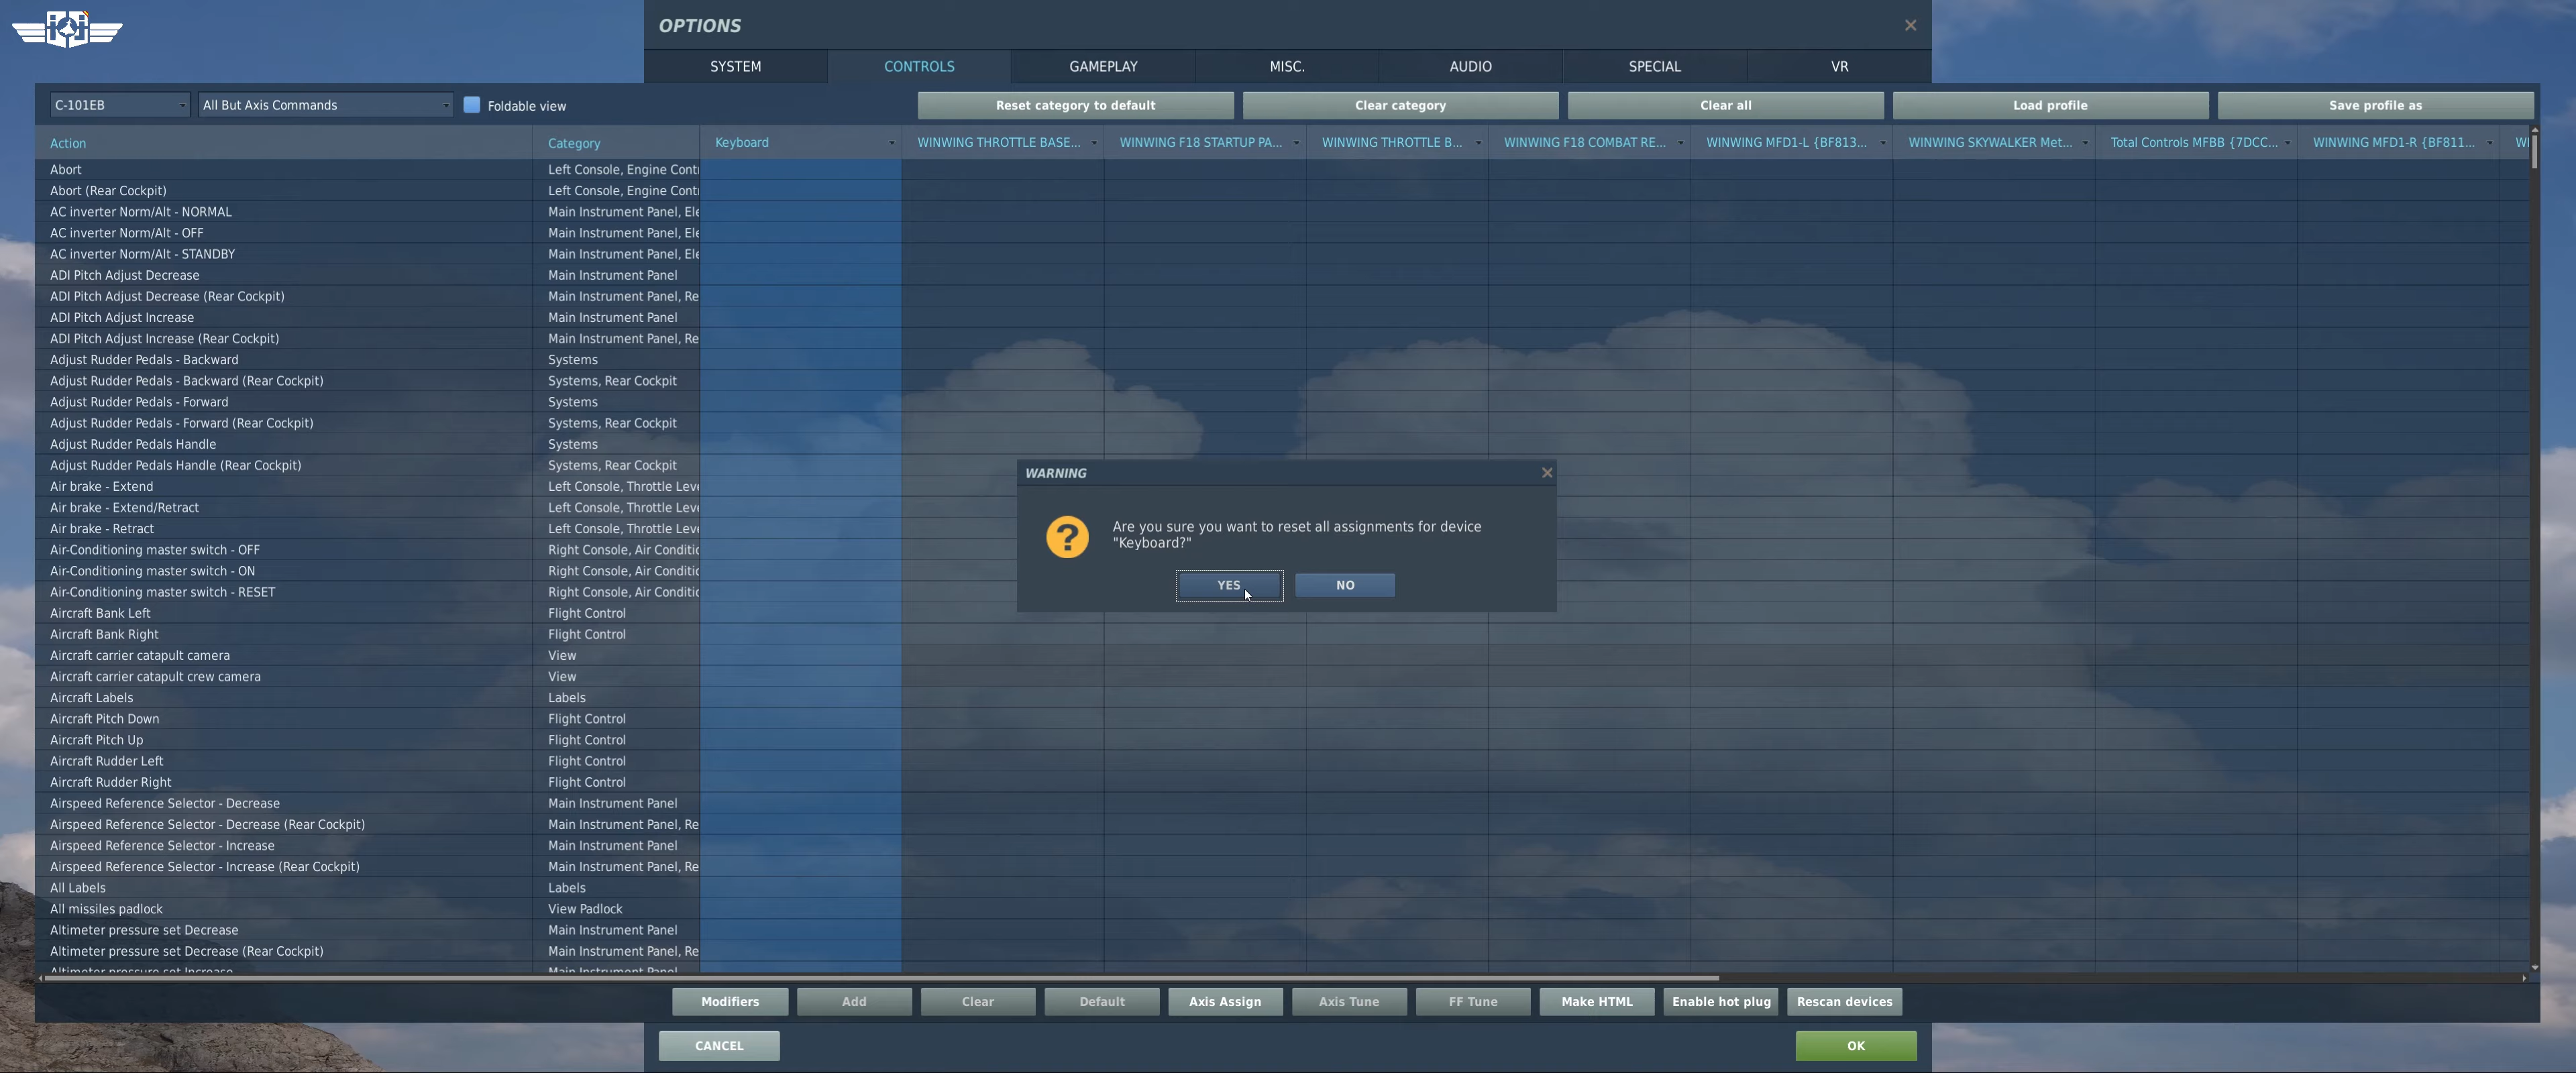 OPTIONS
SYSTEM CONTROLS GAMEPLAY MISC. AUDIO SPECIAL VR
C-101EB All But Axis Commands Foldable view Reset category to default Clear category Clear all Load profile Save profile as
Action Category Keyboard WINWING THROTTLE BASE... WINWING F18 STARTUP PA... WINWING THROTTLE B... WINWING F18 COMBAT RE... WINWING MFD1-L {BF813... WINWING SKYWALKER Met... Total Controls MFBB {7DCC... WINWING MFD1-R {BF811... WI
Abort Left Console, Engine Cont
Abort (Rear Cockpit) Left Console, Engine Cont
AC inverter Norm/Alt - NORMAL Main Instrument Panel, Ele
AC inverter Norm/Alt - OFF Main Instrument Panel, Ele
AC inverter Norm/Alt - STANDBY Main Instrument Panel, Ele
ADI Pitch Adjust Decrease Main Instrument Panel
ADI Pitch Adjust Decrease (Rear Cockpit) Main Instrument Panel, Re
ADI Pitch Adjust Increase Main Instrument Panel
ADI Pitch Adjust Increase (Rear Cockpit) Main Instrument Panel, Re
Adjust Rudder Pedals - Backward Systems
Adjust Rudder Pedals - Backward (Rear Cockpit) Systems, Rear Cockpit
Adjust Rudder Pedals - Forward Systems
Adjust Rudder Pedals - Forward (Rear Cockpit) Systems, Rear Cockpit
Adjust Rudder Pedals Handle Systems
Adjust Rudder Pedals Handle (Rear Cockpit) Systems, Rear Cockpit
Air brake - Extend Left Console, Throttle Leve
Air brake - Extend/Retract Left Console, Throttle Leve
Air brake - Retract Left Console, Throttle Leve
Air-Conditioning master switch - OFF Right Console, Air Conditic
Air-Conditioning master switch - ON Right Console, Air Conditic
Air-Conditioning master switch - RESET Right Console, Air Conditic
Aircraft Bank Left Flight Control
Aircraft Bank Right Flight Control
Aircraft carrier catapult camera View
Aircraft carrier catapult crew camera View
Aircraft Labels Labels
Aircraft Pitch Down Flight Control
Aircraft Pitch Up Flight Control
Aircraft Rudder Left Flight Control
Aircraft Rudder Right Flight Control
Airspeed Reference Selector - Decrease Main Instrument Panel
Airspeed Reference Selector - Decrease (Rear Cockpit) Main Instrument Panel, Re
Airspeed Reference Selector - Increase Main Instrument Panel
Airspeed Reference Selector - Increase (Rear Cockpit) Main Instrument Panel, Re
All Labels Labels
All missiles padlock View Padlock
Altimeter pressure set Decrease Main Instrument Panel
Altimeter pressure set Decrease (Rear Cockpit) Main Instrument Panel, Re
Altimeter pressure set Increase Main Instrument Panel
WARNING
Are you sure you want to reset all assignments for device
"Keyboard?"
YES NO
Modifiers Add Clear Default Axis Assign Axis Tune FF Tune Make HTML Enable hot plug Rescan devices
CANCEL OK